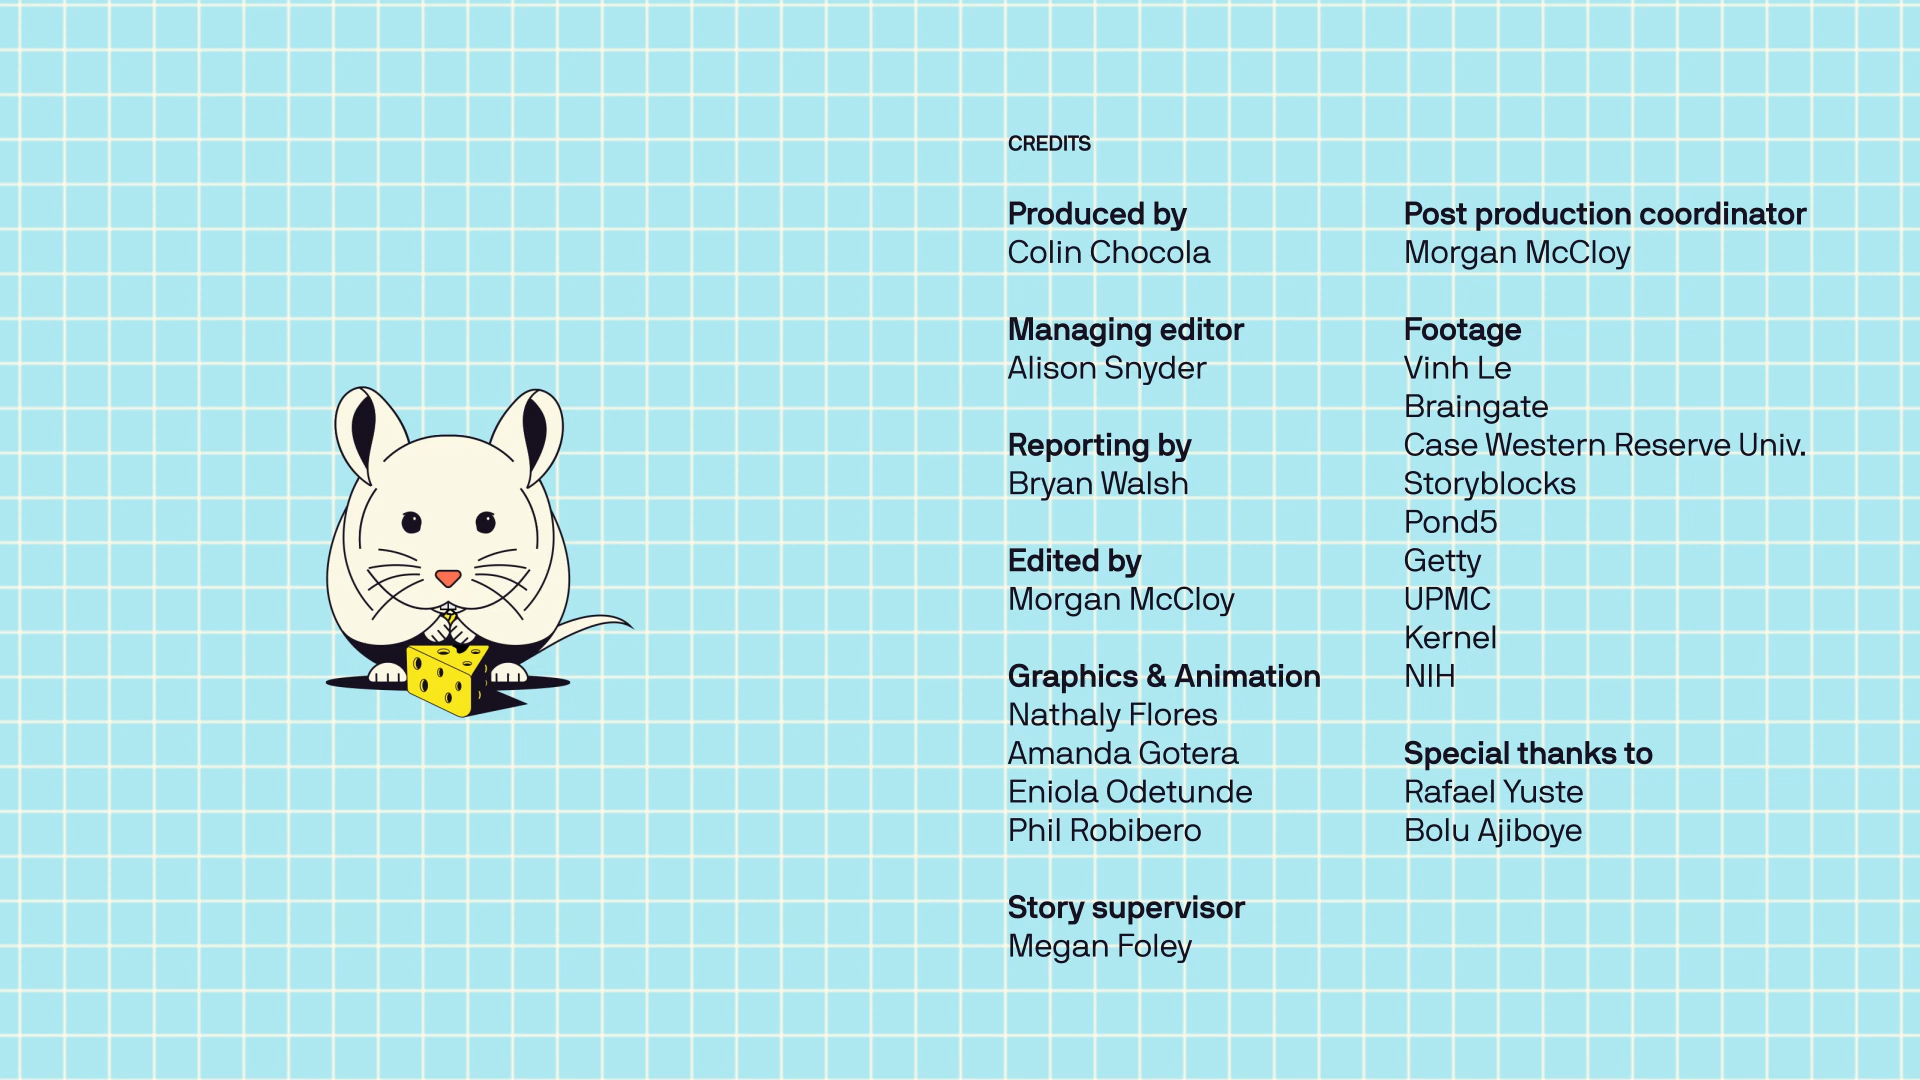 CREDITS
Produced by
Colin Chocola
Managing editor
Alison Snyder
Reporting by
Bryan Walsh
Edited by
Morgan McCloy
Graphics & Animation
Nathaly Flores
Amanda Gotera
Eniola Odetunde
Phil Robibero
Story supervisor
Megan Foley
Post production coordinator
Morgan McCloy
Footage
Vinh Le
Braingate
Case Western Reserve Univ.
Storyblocks
Pond5
Getty
UPMC
Kernel
NIH
Special thanks to
Rafael Yuste
Bolu Ajiboye